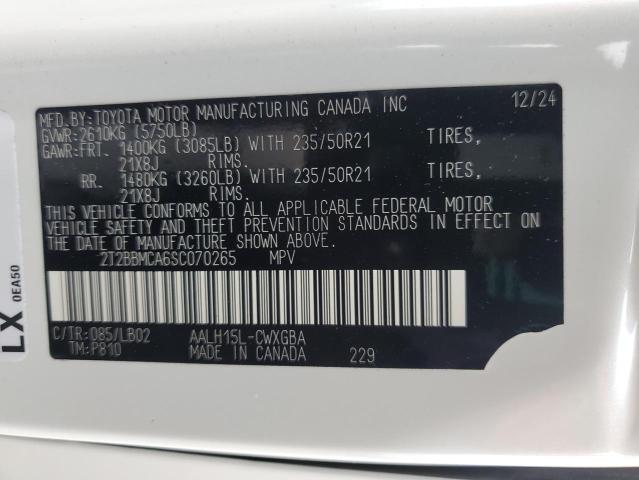 MFD.BY:TOYOTA MOTOR MANUFACTURING CANADA INC 12/24
GVWR:2610KG (5750LB)
GAWR:FRT. 1400KG (3085LB) WITH 235/50R21 TIRES,
21X8J RIMS.
RR. 1480KG (3260LB) WITH 235/50R21 TIRES,
21X8J RIMS.
THIS VEHICLE CONFORMS TO ALL APPLICABLE FEDERAL MOTOR
VEHICLE SAFETY AND THEFT PREVENTION STANDARDS IN EFFECT ON
THE DATE OF MANUFACTURE SHOWN ABOVE.
2T2BBMCA6SC070265 MPV
C/TR:085/LB02 AALH15L-CWXGBA
TM:P810 MADE IN CANADA 229
LX 0EA50